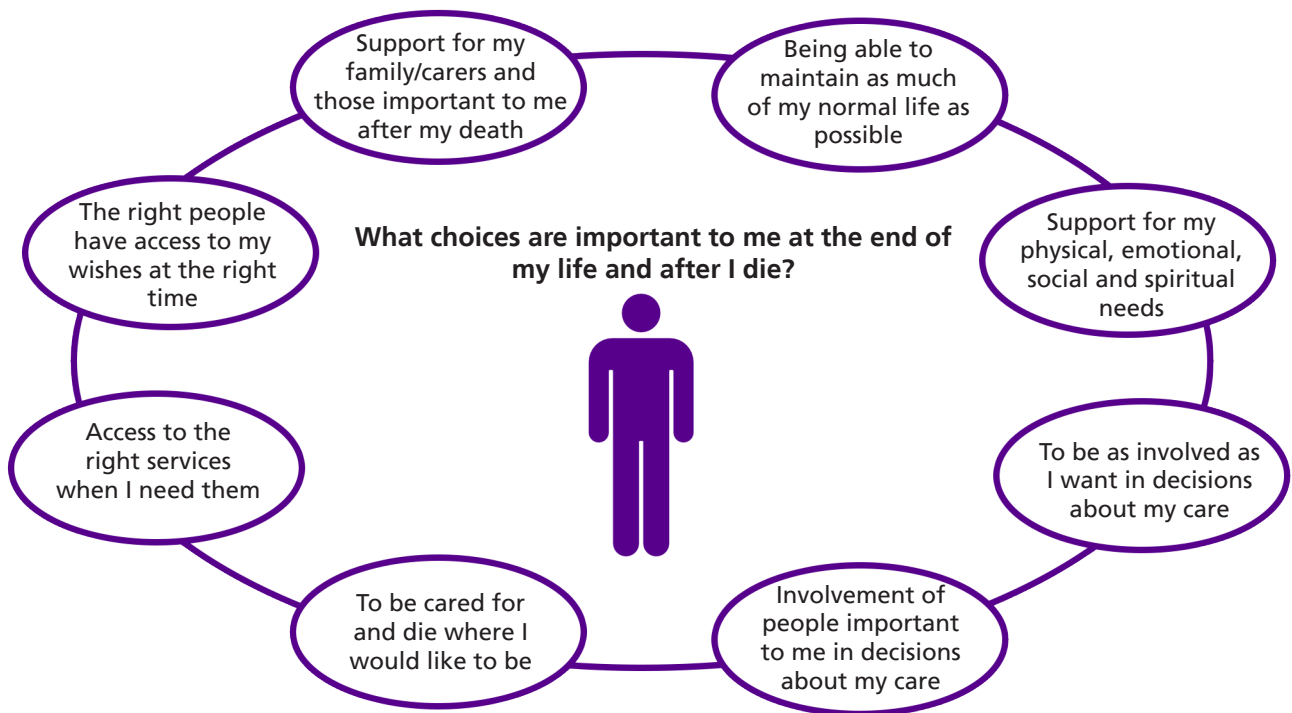 Support for my
family/carers and
those important to me
after my death
Being able to
maintain as much
of my normal life as
possible
The right people
have access to my
wishes at the right
time
What choices are important to me at the end of
my life and after I die?
Support for my
physical, emotional,
social and spiritual
needs
Access to the
right services
when I need them
To be as involved as
I want in decisions
about my care
To be cared for
and die where I
would like to be
Involvement of
people important
to me in decisions
about my care